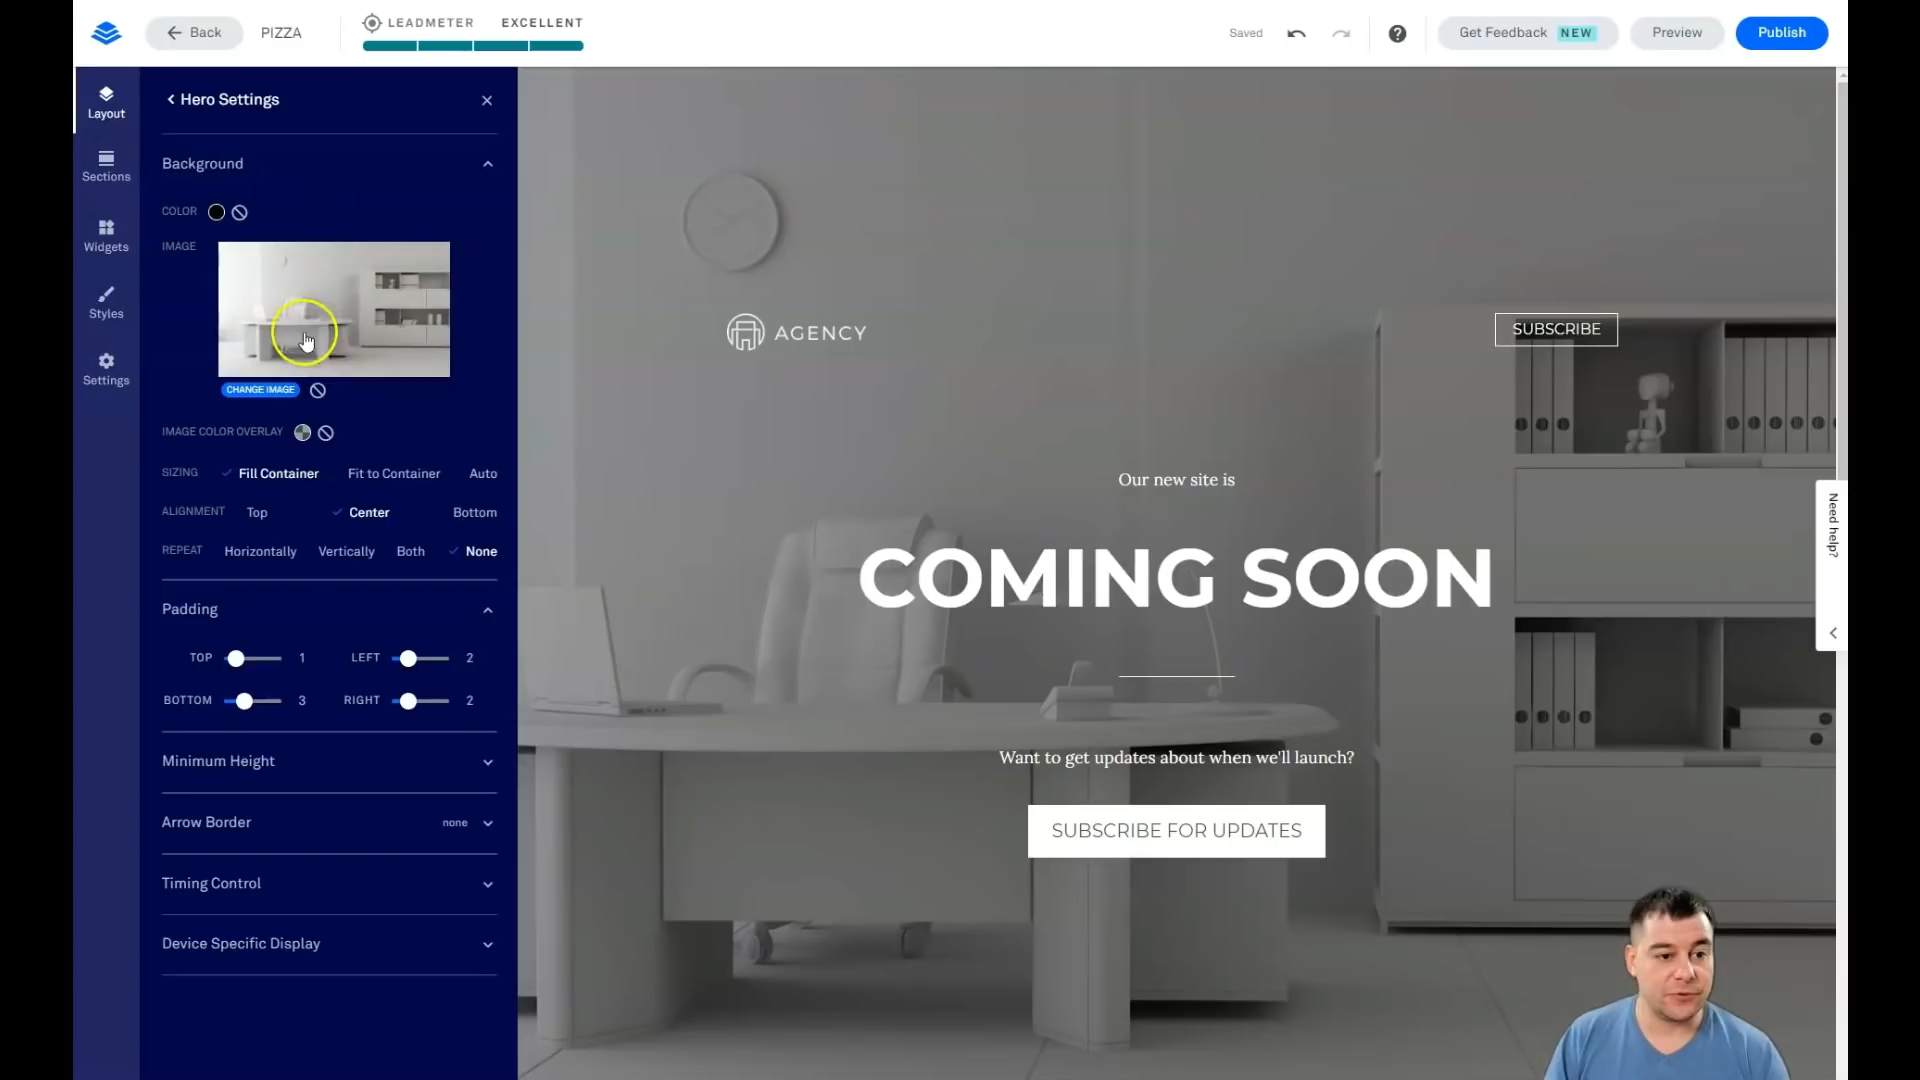 Back
PIZZA
LEADMETER EXCELLENT
Saved
Get Feedback NEW
Preview
Publish
Layout
Sections
Widgets
Styles
Settings
Hero Settings
Background
COLOR
IMAGE
CHANGE IMAGE
IMAGE COLOR OVERLAY
SIZING Fill Container Fit to Container Auto
ALIGNMENT Top Center Bottom
REPEAT Horizontally Vertically Both None
Padding
TOP 1 LEFT 2
BOTTOM 3 RIGHT 2
Minimum Height
Arrow Border none
Timing Control
Device Specific Display
AGENCY
SUBSCRIBE
Our new site is
COMING SOON
Want to get updates about when we'll launch?
SUBSCRIBE FOR UPDATES
Need help?